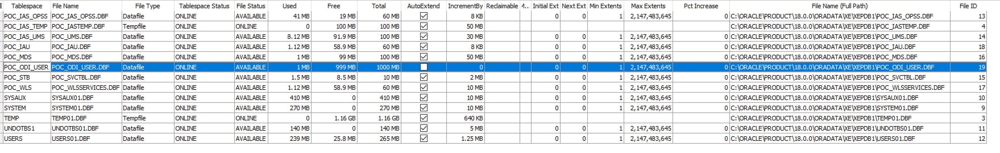 Tablespace File Name File Type Tablespace Status File Status Used Free Total AutoExtend IncrementBy Reclaimable Initial Ext Next Ext Min Extents Max Extents Pct Increase File Name (Full Path) File ID
POC_IAS_OPSS POC_IAS_OPSS.DBF Datafile ONLINE AVAILABLE 41 MB 19 MB 60 MB 8 KB 0 0 1 2,147,483,645 0 C:\ORACLE\PRODUCT\18.0.0\ORADATA\XE\XEPDB1\POC_IAS_OPSS.DBF 13
POC_IAS_TEMP POC_IASTEMP.DBF Tempfile ONLINE ONLINE 0 100 MB 100 MB 50 MB C:\ORACLE\PRODUCT\18.0.0\ORADATA\XE\XEPDB1\POC_IASTEMP.DBF 4
POC_IAS_UMS POC_UMS.DBF Datafile ONLINE AVAILABLE 8.12 MB 91.9 MB 100 MB 30 MB 0 0 1 2,147,483,645 0 C:\ORACLE\PRODUCT\18.0.0\ORADATA\XE\XEPDB1\POC_UMS.DBF 14
POC_IAU POC_IAU.DBF Datafile ONLINE AVAILABLE 1.12 MB 58.9 MB 60 MB 8 KB 0 0 1 2,147,483,645 0 C:\ORACLE\PRODUCT\18.0.0\ORADATA\XE\XEPDB1\POC_IAU.DBF 18
POC_MDS POC_MDS.DBF Datafile ONLINE AVAILABLE 1 MB 99 MB 100 MB 50 MB 0 0 1 2,147,483,645 0 C:\ORACLE\PRODUCT\18.0.0\ORADATA\XE\XEPDB1\POC_MDS.DBF 16
POC_ODI_USER POC_ODI_USER.DBF Datafile ONLINE AVAILABLE 1 MB 999 MB 1000 MB 0 0 0 1 2,147,483,645 0 C:\ORACLE\PRODUCT\18.0.0\ORADATA\XE\XEPDB1\POC_ODI_USER.DBF 19
POC_STB POC_SVCTBL.DBF Datafile ONLINE AVAILABLE 1.5 MB 8.5 MB 10 MB 2 MB 0 0 1 2,147,483,645 0 C:\ORACLE\PRODUCT\18.0.0\ORADATA\XE\XEPDB1\POC_SVCTBL.DBF 15
POC_WLS POC_WLSSERVICES.DBF Datafile ONLINE AVAILABLE 1.12 MB 58.9 MB 60 MB 10 MB 0 0 1 2,147,483,645 0 C:\ORACLE\PRODUCT\18.0.0\ORADATA\XE\XEPDB1\POC_WLSSERVICES.DBF 17
SYSAUX SYSAUX01.DBF Datafile ONLINE AVAILABLE 410 MB 0 410 MB 10 MB 0 0 1 2,147,483,645 0 C:\ORACLE\PRODUCT\18.0.0\ORADATA\XE\XEPDB1\SYSAUX01.DBF 10
SYSTEM SYSTEM01.DBF Datafile ONLINE AVAILABLE 270 MB 0 270 MB 10 MB 0 0 1 2,147,483,645 0 C:\ORACLE\PRODUCT\18.0.0\ORADATA\XE\XEPDB1\SYSTEM01.DBF 9
TEMP TEMP01.DBF Tempfile ONLINE ONLINE 0 1.16 GB 1.16 GB 640 KB C:\ORACLE\PRODUCT\18.0.0\ORADATA\XE\XEPDB1\TEMP01.DBF 3
UNDOTBS1 UNDOTBS01.DBF Datafile ONLINE AVAILABLE 140 MB 0 140 MB 5 MB 0 0 1 2,147,483,645 0 C:\ORACLE\PRODUCT\18.0.0\ORADATA\XE\XEPDB1\UNDOTBS01.DBF 11
USERS USERS01.DBF Datafile ONLINE AVAILABLE 239 MB 25.8 MB 265 MB 1.25 MB 0 0 1 2,147,483,645 0 C:\ORACLE\PRODUCT\18.0.0\ORADATA\XE\XEPDB1\USERS01.DBF 12